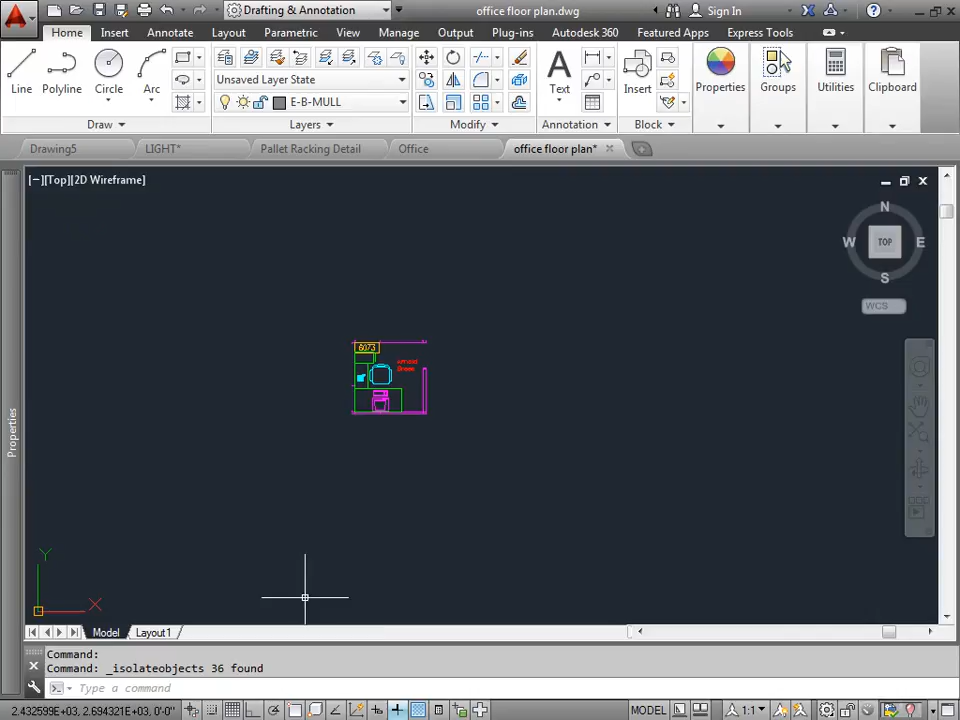 Drafting & Annotation
office floor plan.dwg
Sign In
Home
Insert
Annotate
Layout
Parametric
View
Manage
Output
Plug-ins
Autodesk 360
Featured Apps
Express Tools
Line
Polyline
Circle
Arc
Draw
Unsaved Layer State
E-B-MULL
Layers
Modify
Text
Annotation
Insert
Block
Properties
Groups
Utilities
Clipboard
Drawing5
LIGHT*
Pallet Racking Detail
Office
office floor plan*
[−][Top][2D Wireframe]
N
W
TOP
E
S
WCS
6073
Arnold
Green
Properties
Y
X
Model
Layout1
Command:
Command: _isolateobjects 36 found
Type a command
2.432599E+03, 2.694321E+03, 0'-0"
MODEL
1:1